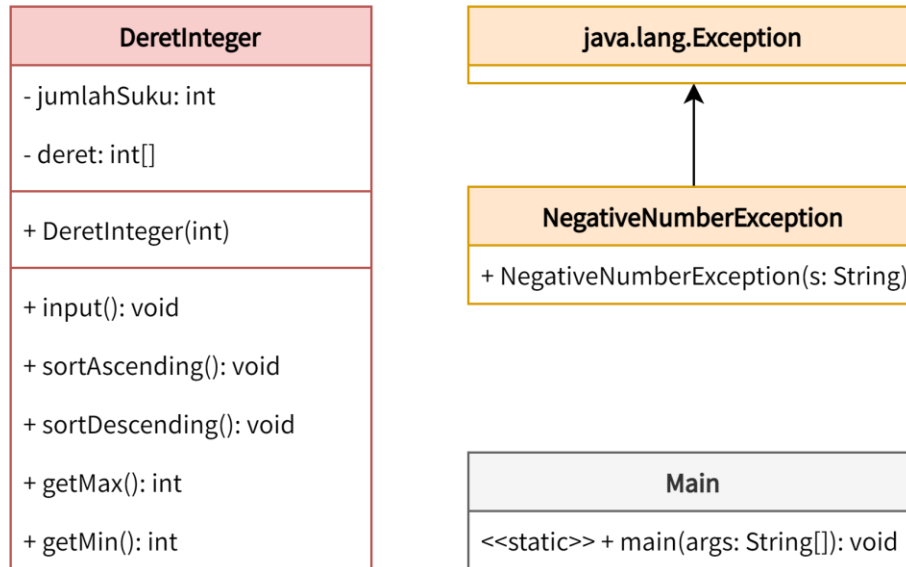 DeretInteger
- jumlahSuku: int
- deret: int[]
+ DeretInteger(int)
+ input(): void
+ sortAscending(): void
+ sortDescending(): void
+ getMax(): int
+ getMin(): int
java.lang.Exception
NegativeNumberException
+ NegativeNumberException(s: String)
Main
<<static>> + main(args: String[]): void